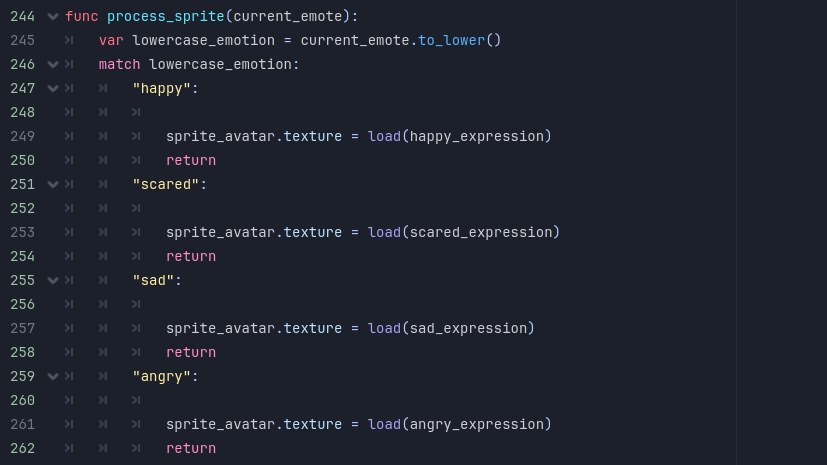 244 func process_sprite(current_emote):
245 var lowercase_emotion = current_emote.to_lower()
246 match lowercase_emotion:
247 "happy":
248
249 sprite_avatar.texture = load(happy_expression)
250 return
251 "scared":
252
253 sprite_avatar.texture = load(scared_expression)
254 return
255 "sad":
256
257 sprite_avatar.texture = load(sad_expression)
258 return
259 "angry":
260
261 sprite_avatar.texture = load(angry_expression)
262 return